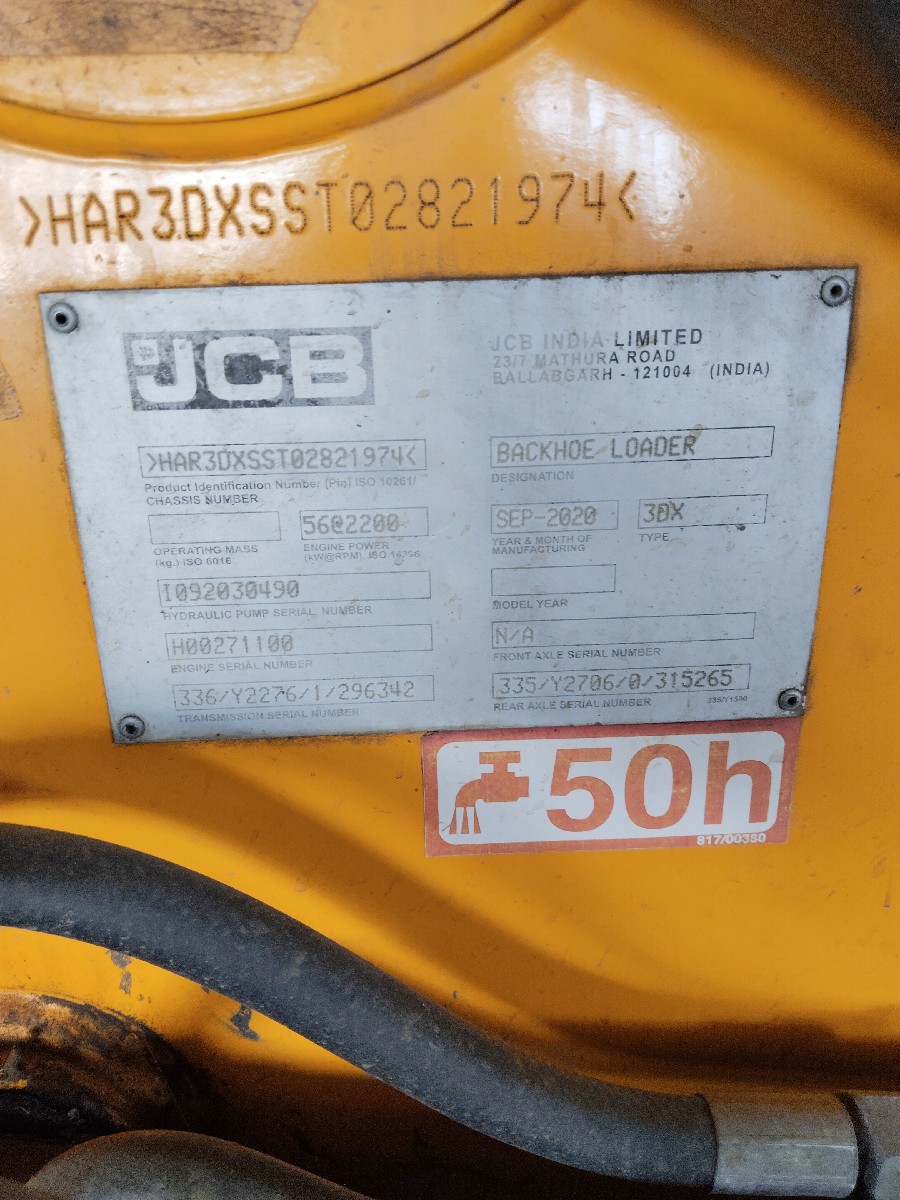 >HAR3DXSST02821974<
JCB
JCB INDIA LIMITED
23/7 MATHURA ROAD
BALLABGARH - 121004 (INDIA)
>HAR3DXSST02821974<
Product Identification Number (Pin) ISO 10261/
CHASSIS NUMBER
BACKHOE LOADER
DESIGNATION
56@2200
OPERATING MASS
(kg.) ISO 6016
ENGINE POWER
(kW@RPM), ISO 14396
SEP-2020
YEAR & MONTH OF
MANUFACTURING
3DX
TYPE
I092030490
HYDRAULIC PUMP SERIAL NUMBER
MODEL YEAR
H00271100
ENGINE SERIAL NUMBER
N/A
FRONT AXLE SERIAL NUMBER
336/Y2276/1/296342
TRANSMISSION SERIAL NUMBER
335/Y2706/0/315265
REAR AXLE SERIAL NUMBER
50h